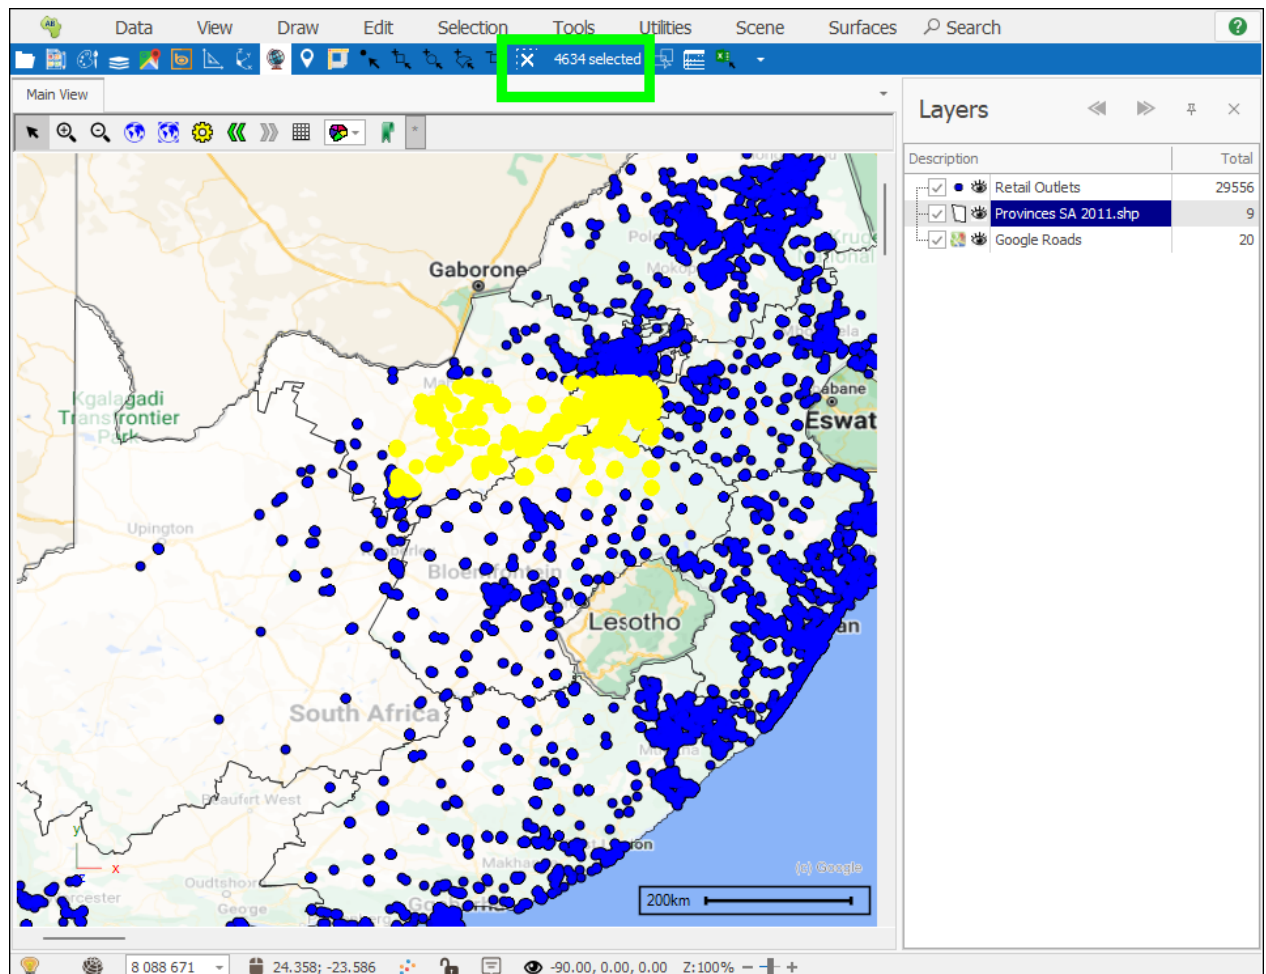 AB Data View Draw Edit Selection Tools Utilities Scene Surfaces Search ?
4634 selected
Main View
Layers
Description Total
Retail Outlets 29556
Provinces SA 2011.shp 9
Google Roads 20
Gaborone
Kgalagadi
Transfrontier
Park
Eswat
Upington
Bloemfontein
Lesotho
South Africa
Beaufort West
y
x
z
Oudtshoorn
George
(c) Google
200km
8 088 671 24.358; -23.586 -90.00, 0.00, 0.00 Z:100%